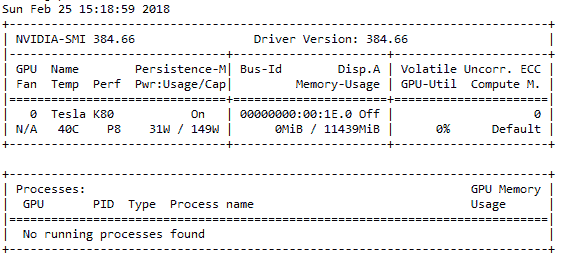 Sun Feb 25 15:18:59 2018
+-----------------------------------------------------------------------------+
| NVIDIA-SMI 384.66                 Driver Version: 384.66                    |
|-------------------------------+----------------------+----------------------+
| GPU  Name        Persistence-M| Bus-Id        Disp.A | Volatile Uncorr. ECC |
| Fan  Temp  Perf  Pwr:Usage/Cap|         Memory-Usage | GPU-Util  Compute M. |
|===============================+======================+======================|
|   0  Tesla K80           On   | 00000000:00:1E.0 Off |                    0 |
| N/A   40C    P8    31W / 149W |      0MiB / 11439MiB |      0%      Default |
+-------------------------------+----------------------+----------------------+
+-----------------------------------------------------------------------------+
| Processes:                                                       GPU Memory |
|  GPU       PID  Type  Process name                               Usage      |
|=============================================================================|
|  No running processes found                                                 |
+-----------------------------------------------------------------------------+